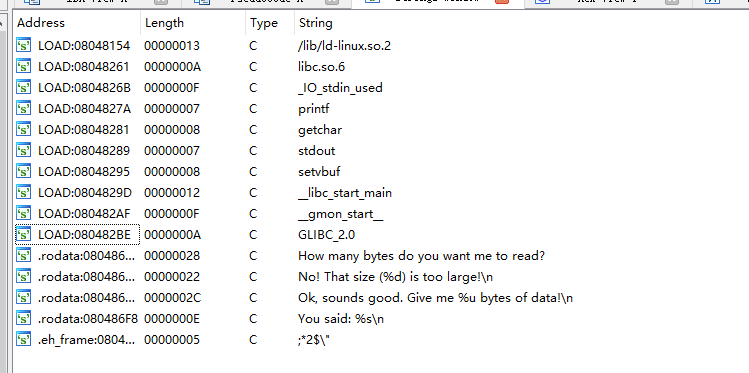 Address Length Type String
LOAD:08048154 00000013 C /lib/ld-linux.so.2
LOAD:08048261 0000000A C libc.so.6
LOAD:0804826B 0000000F C _IO_stdin_used
LOAD:0804827A 00000007 C printf
LOAD:08048281 00000008 C getchar
LOAD:08048289 00000007 C stdout
LOAD:08048295 00000008 C setvbuf
LOAD:0804829D 00000012 C __libc_start_main
LOAD:080482AF 0000000F C __gmon_start__
LOAD:080482BE 0000000A C GLIBC_2.0
.rodata:080486... 00000028 C How many bytes do you want me to read?
.rodata:080486... 00000022 C No! That size (%d) is too large!\n
.rodata:080486... 0000002C C Ok, sounds good. Give me %u bytes of data!\n
.rodata:080486F8 0000000E C You said: %s\n
.eh_frame:0804... 00000005 C ;*2$\"